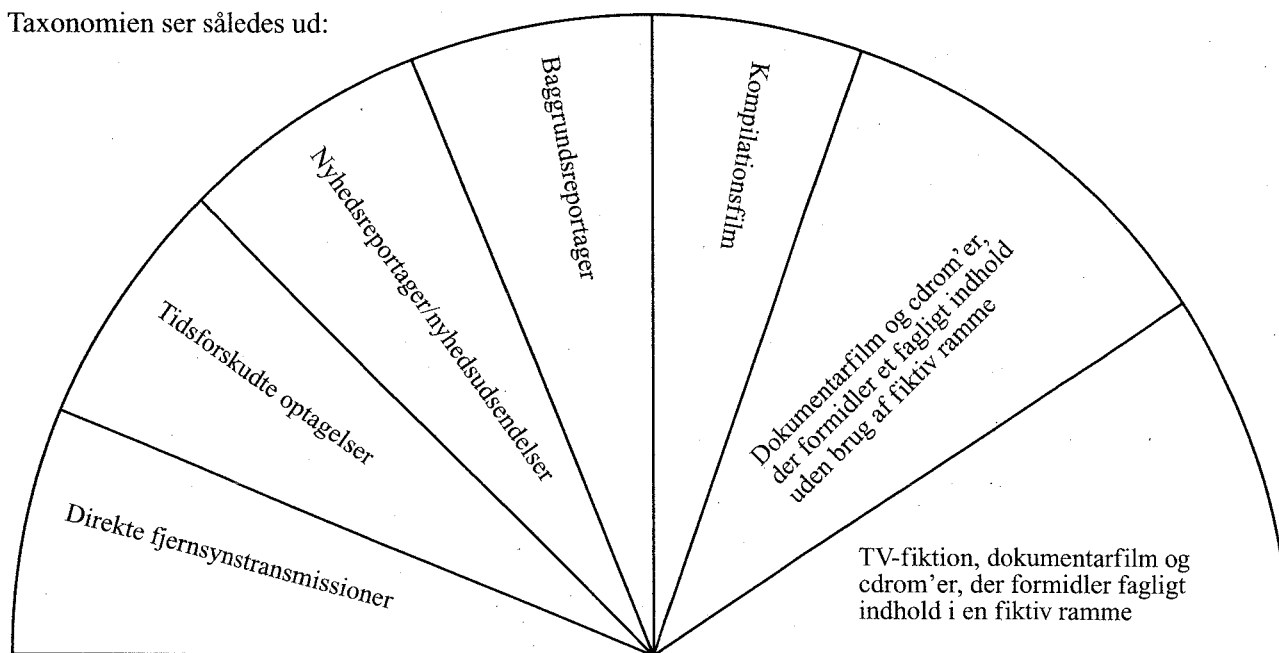 Taxonomien ser således ud:
Direkte fjernsynstransmissioner
Tidsforskudte optagelser
Nyhedsreportager/nyhedsudsendelser
Baggrundsreportager
Kompilationsfilm
Dokumentarfilm og cdrom'er,
der formidler et fagligt indhold
uden brug af fiktiv ramme
TV-fiktion, dokumentarfilm og
cdrom'er, der formidler fagligt
indhold i en fiktiv ramme